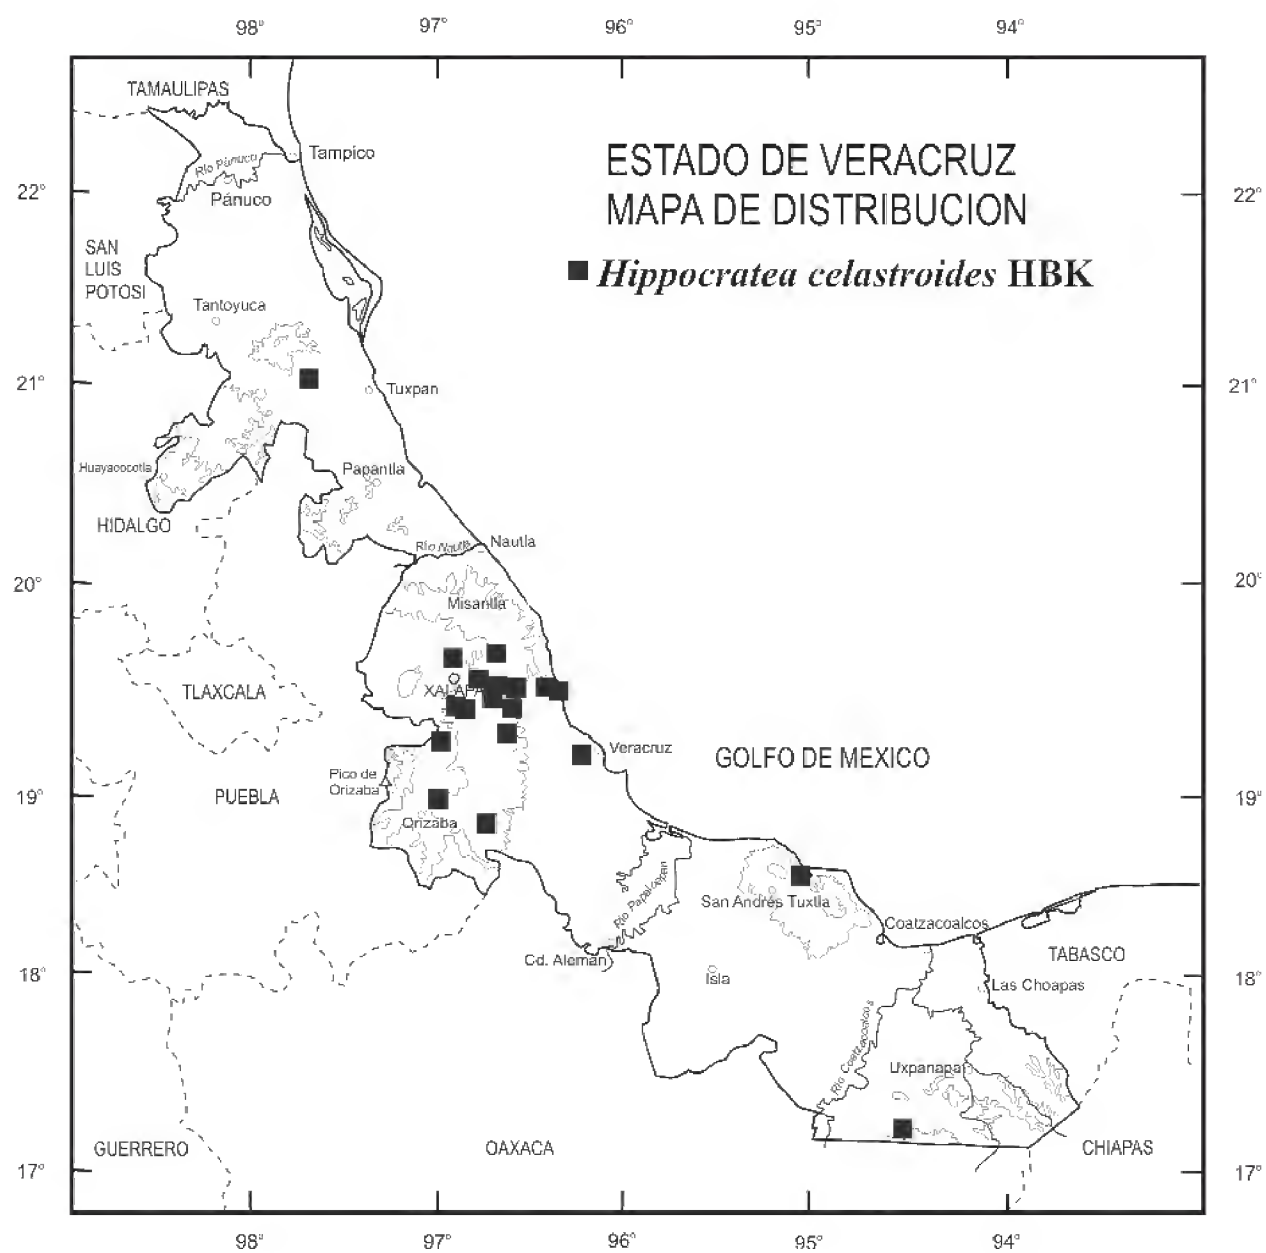 98° 97° 96° 95° 94°
TAMAULIPAS
Tampico
Río Pánuco
Pánuco
22° 22°
ESTADO DE VERACRUZ
MAPA DE DISTRIBUCION
Hippocratea celastroides HBK
SAN
LUIS
POTOSI
Tantoyuca
21° 21°
Tuxpan
Huayacocotla
Papantla
HIDALGO
Río Nautla
Nautla
20° 20°
Misantla
TLAXCALA
XALAPA
Veracruz
GOLFO DE MEXICO
Pico de
Orizaba
PUEBLA
19° 19°
Orizaba
Río Papaloapan
San Andrés Tuxtla
Coatzacoalcos
Cd. Alemán
TABASCO
18° 18°
Isla
Las Choapas
Río Coatzacoalcos
Uxpanapa
GUERRERO
OAXACA
CHIAPAS
17° 17°
98° 97° 96° 95° 94°